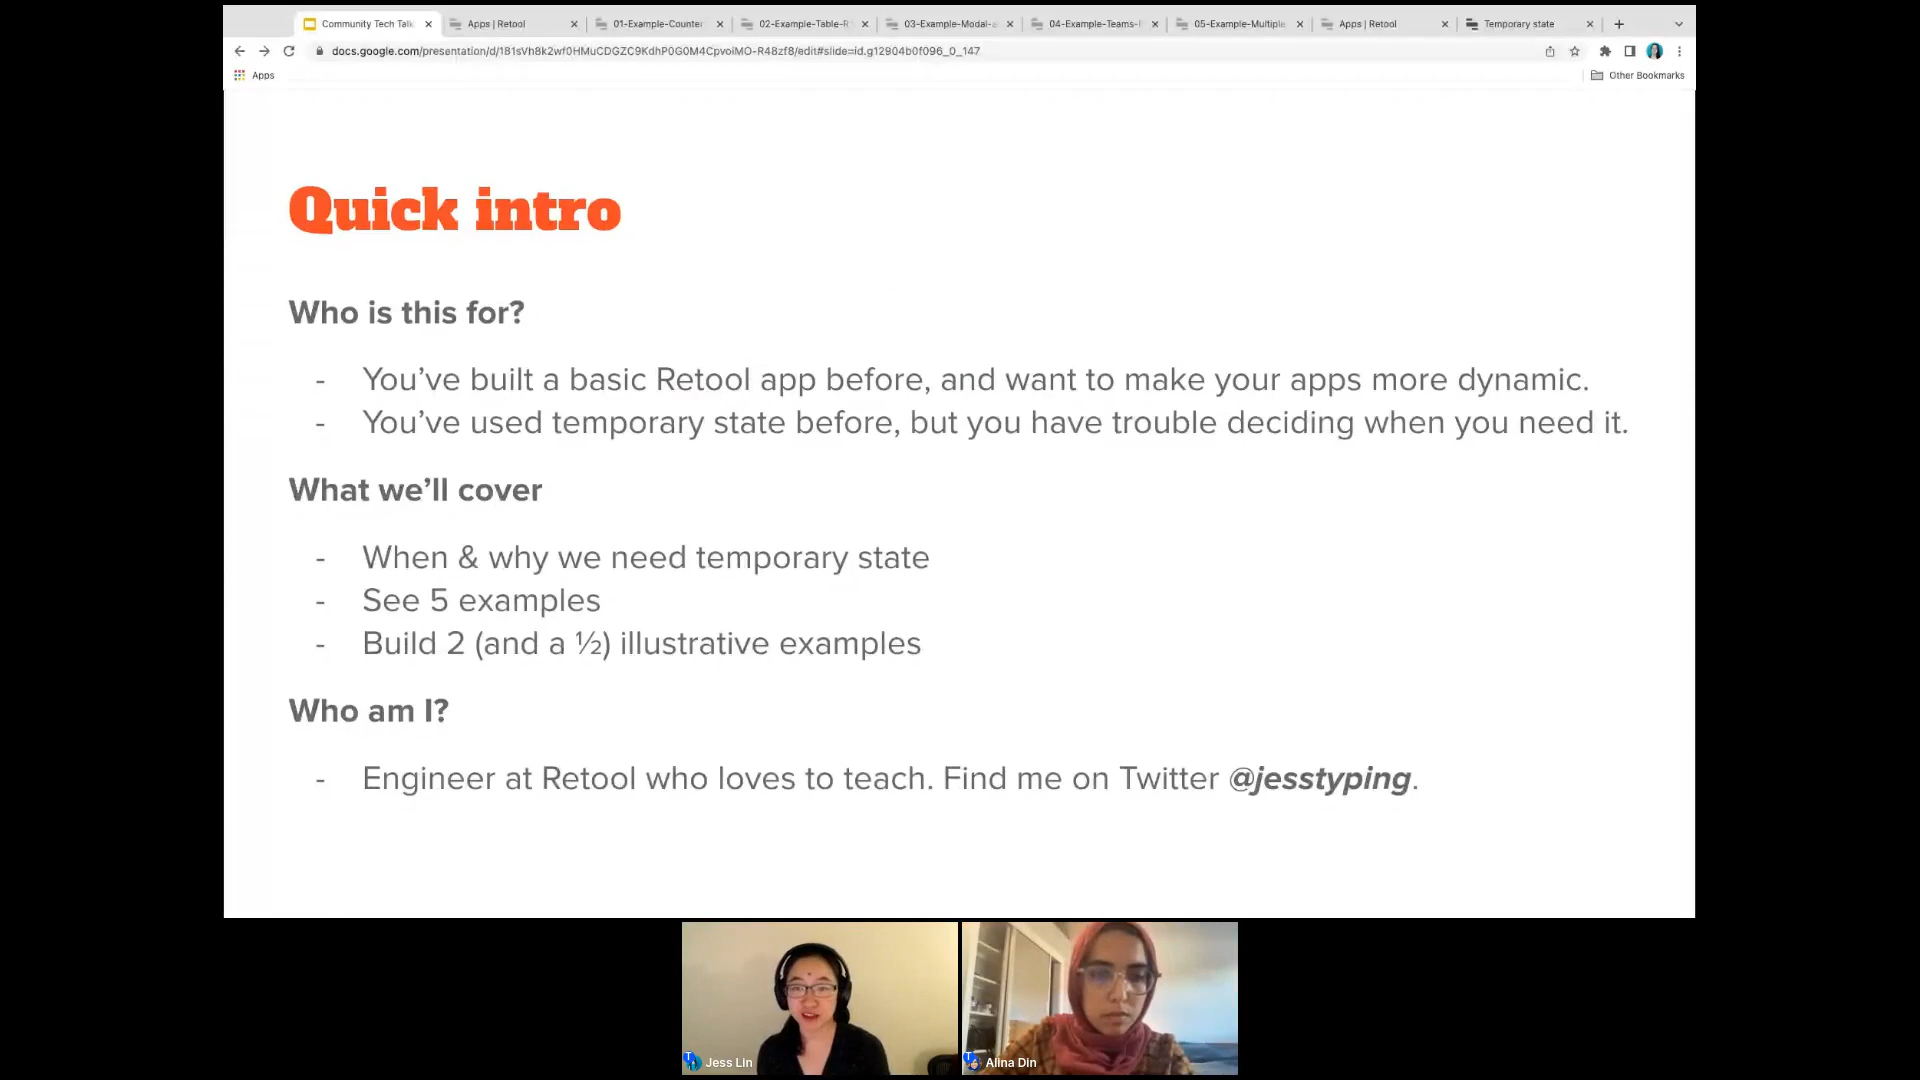 Community Tech Talk
Apps | Retool
01-Example-Counter
02-Example-Table-R
03-Example-Modal-a
04-Example-Teams-
05-Example-Multiple
Apps | Retool
Temporary state
docs.google.com/presentation/d/181sVh8k2wf0HMuCDGZC9KdhP0G0M4CpvoiMO-R48zf8/edit#slide=id.g12904b0f096_0_147
Apps
Other Bookmarks
Quick intro
Who is this for?
- You’ve built a basic Retool app before, and want to make your apps more dynamic.
- You’ve used temporary state before, but you have trouble deciding when you need it.
What we’ll cover
- When & why we need temporary state
- See 5 examples
- Build 2 (and a ½) illustrative examples
Who am I?
- Engineer at Retool who loves to teach. Find me on Twitter @jesstyping.
Jess Lin
Alina Din